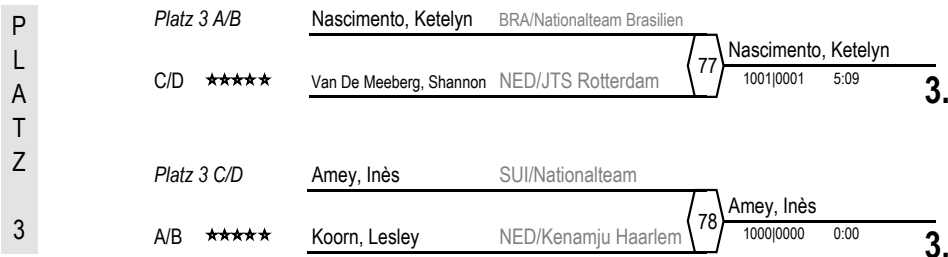 PLATZ 3
Platz 3 A/B Nascimento, Ketelyn BRA/Nationalteam Brasilien
77 Nascimento, Ketelyn
C/D ***** Van De Meeberg, Shannon NED/JTS Rotterdam
1001|0001 5:09 3.
Platz 3 C/D Amey, Inès SUI/Nationalteam
78 Amey, Inès
A/B ***** Koorn, Lesley NED/Kenamju Haarlem
1000|0000 0:00 3.